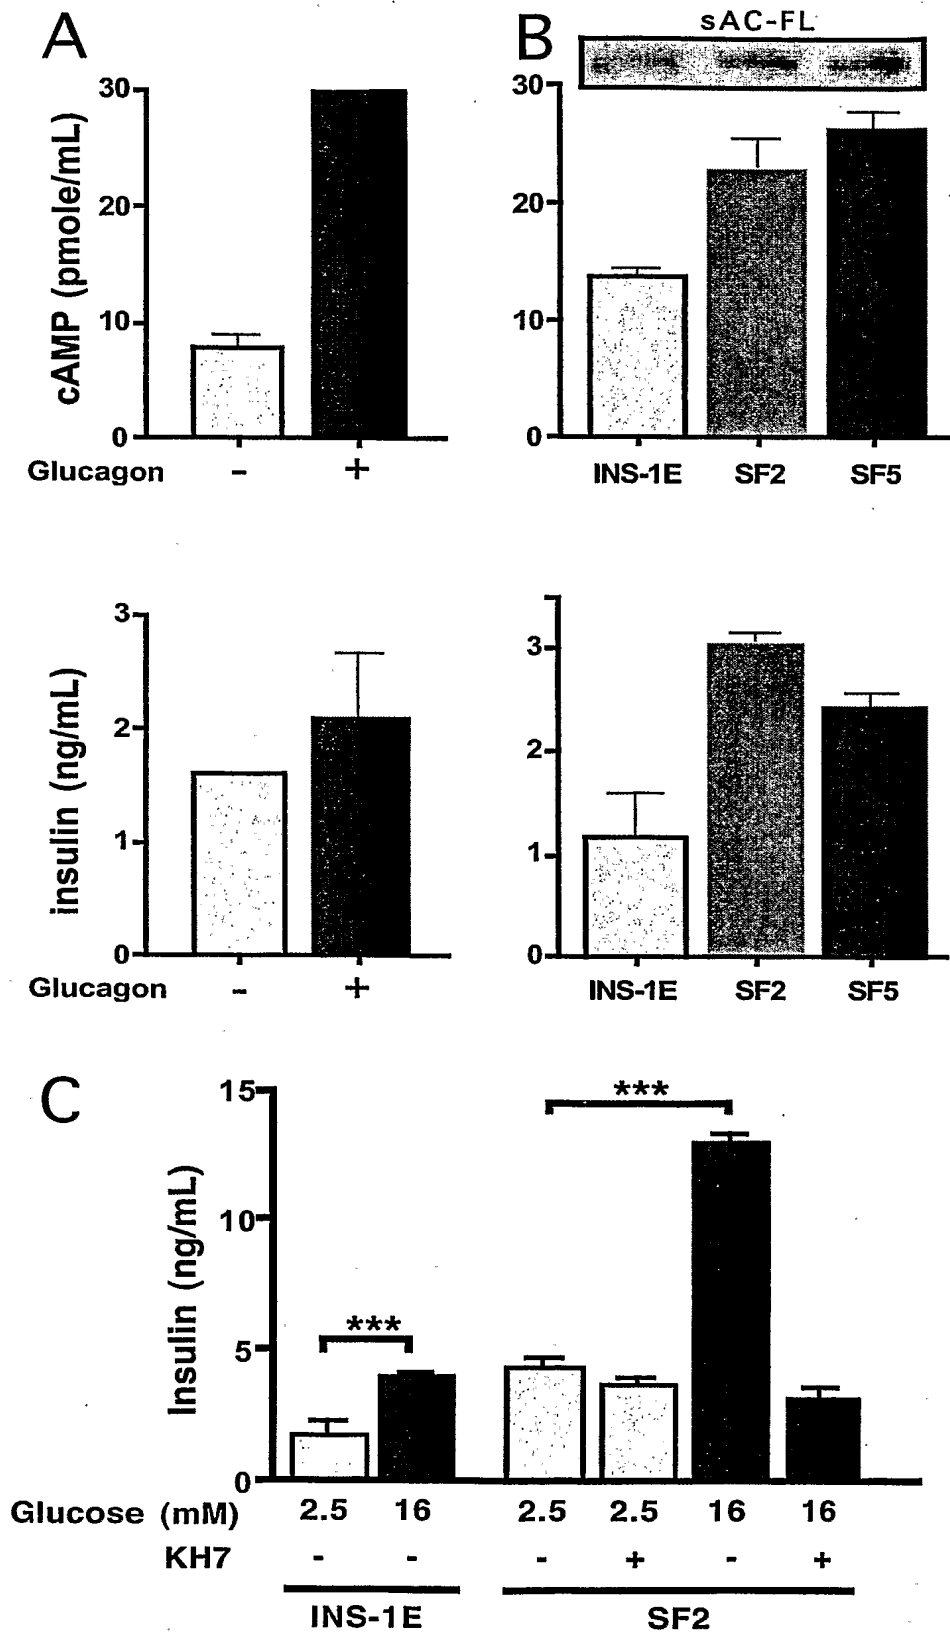 A
cAMP (pmole/mL)
30
20
10
0
Glucagon - +
B
sAC-FL
30
20
10
0
INS-1E SF2 SF5
insulin (ng/mL)
3
2
1
0
Glucagon - +
3
2
1
0
INS-1E SF2 SF5
C
Insulin (ng/mL)
15
10
5
0
***
***
Glucose (mM) 2.5 16 2.5 2.5 16 16
KH7 - - - + - +
INS-1E SF2